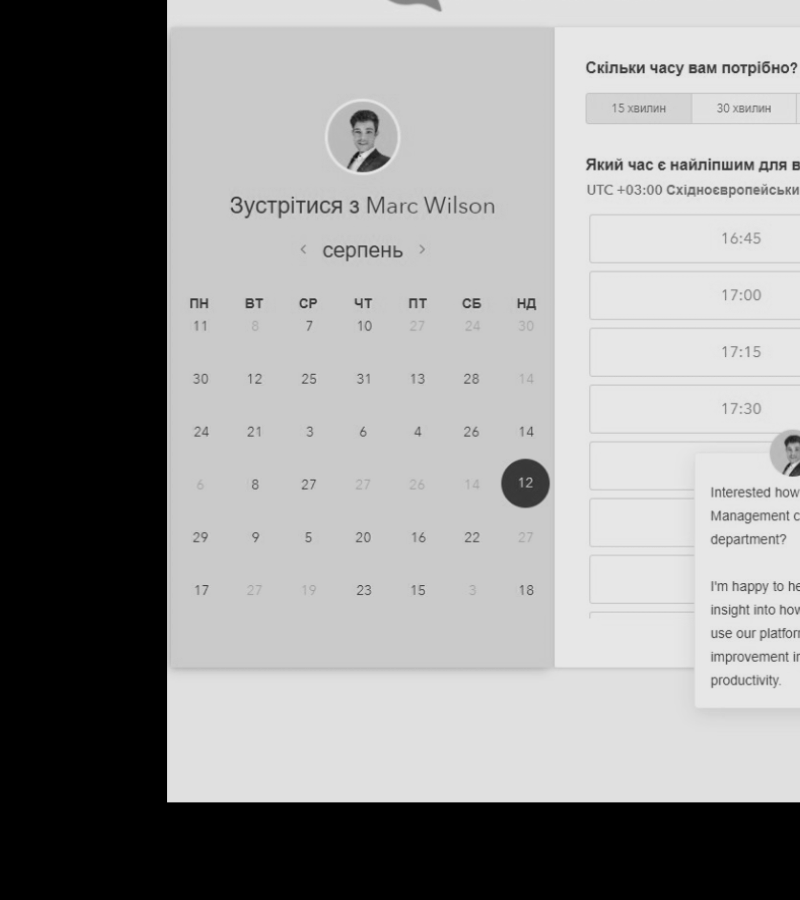 Зустрітися з Marc Wilson
серпень
ПН ВТ СР ЧТ ПТ СБ НД
11 8 7 10 27 24 30
30 12 25 31 13 28 14
24 21 3 6 4 26 14
6 8 27 27 26 14 12
29 9 5 20 16 22 27
17 27 19 23 15 3 18
Скільки часу вам потрібно?
15 хвилин 30 хвилин
Який час є найліпшим для
UTC +03:00
16:45
17:00
17:15
17:30
Interested how
Management
department?
I'm happy to
insight into how
use our
improvement
productivity.